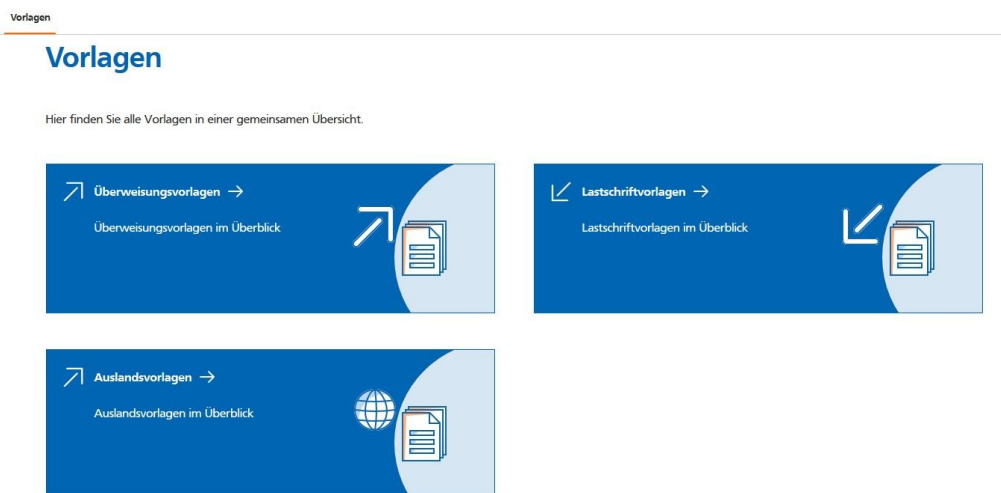 Vorlagen
Vorlagen
Hier finden Sie alle Vorlagen in einer gemeinsamen Übersicht.
Überweisungsvorlagen →
Überweisungsvorlagen im Überblick
Lastschriftvorlagen →
Lastschriftvorlagen im Überblick
Auslandsvorlagen →
Auslandsvorlagen im Überblick